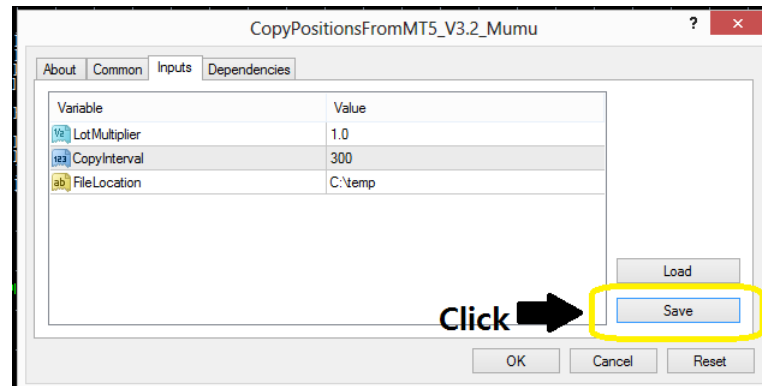 CopyPositionsFromMT5_V3.2_Mumu ? ×
About Common Inputs Dependencies
Variable Value
LotMultiplier 1.0
CopyInterval 300
FileLocation C:\temp
Load
Click Save
OK Cancel Reset